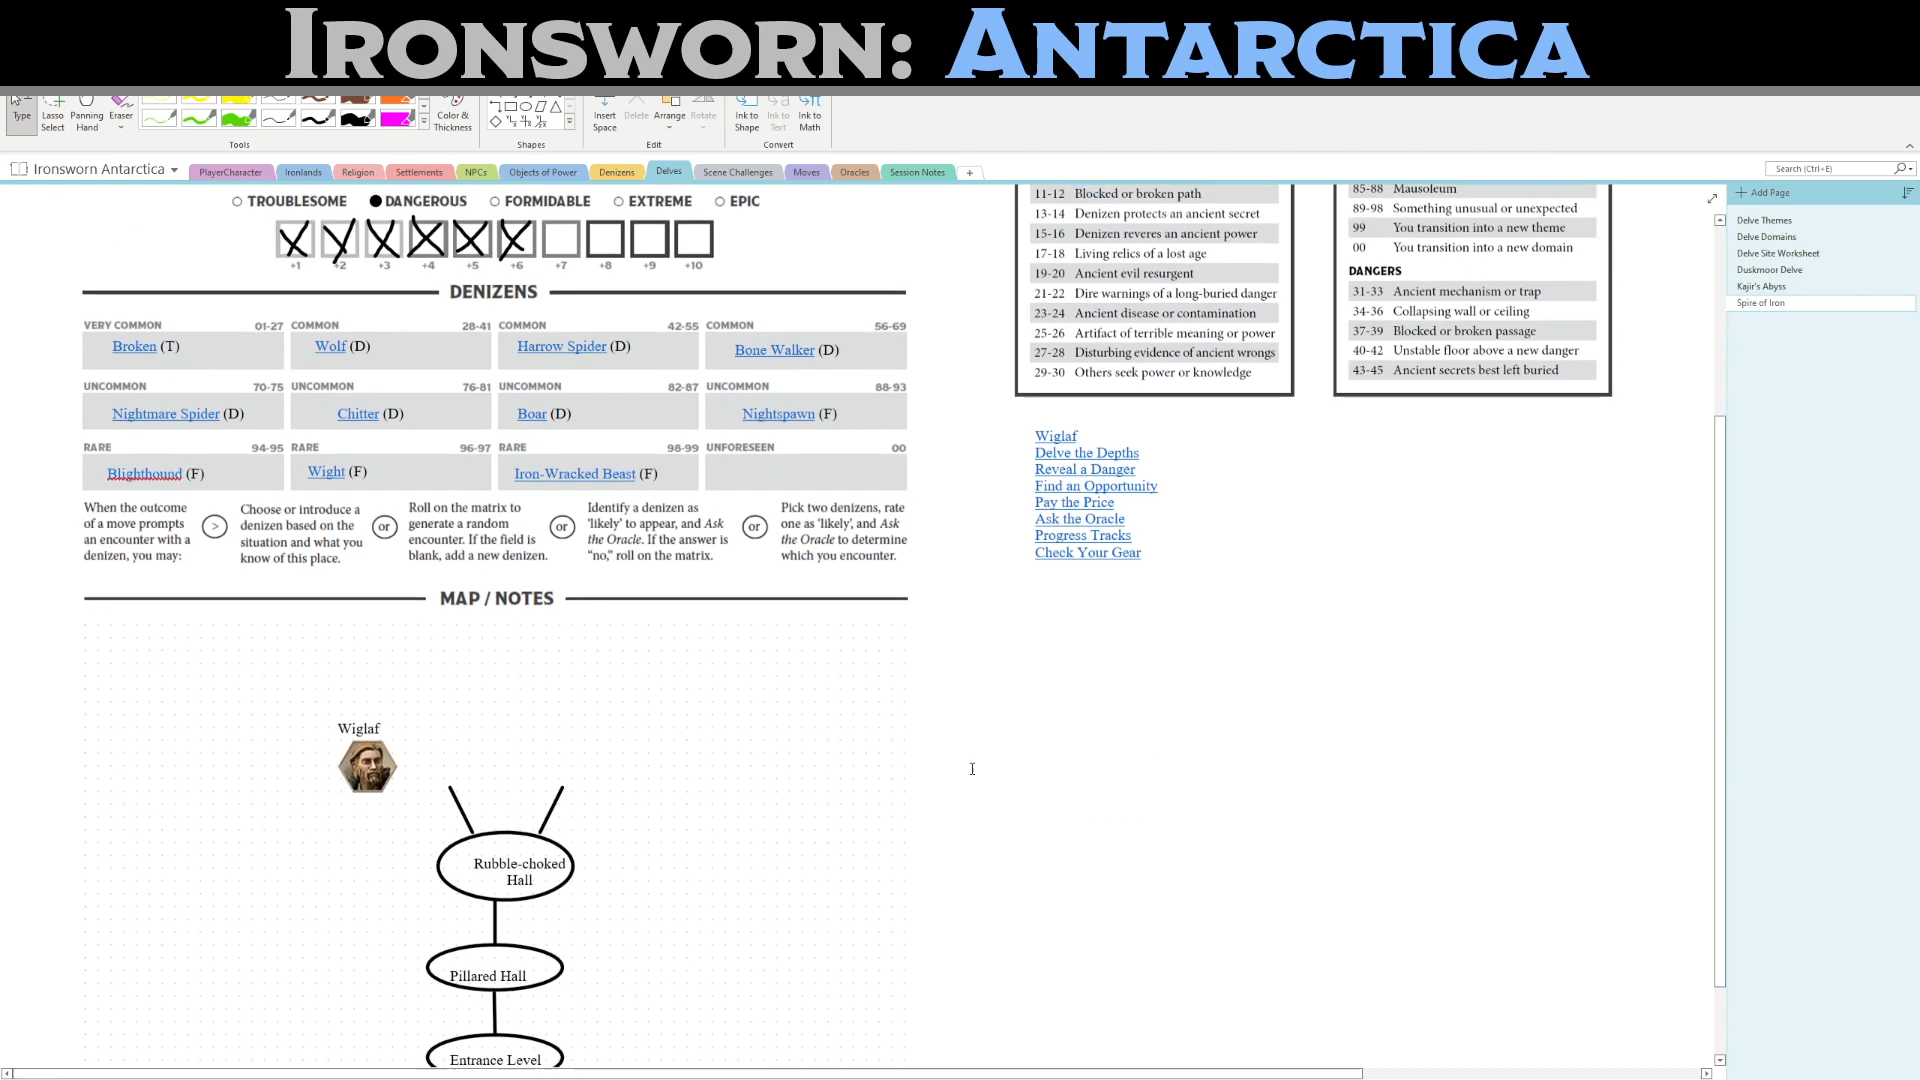 IRONSWORN: ANTARCTICA
Type
Lasso
Select
Panning
Hand
Eraser
Color &
Thickness
Insert
Space
Delete
Arrange
Rotate
Ink to
Shape
Ink to
Text
Ink to
Math
Tools
Shapes
Edit
Convert
Ironsworn Antarctica
PlayerCharacter
Ironlands
Religion
Settlements
NPCs
Objects of Power
Denizens
Delves
Scene Challenges
Moves
Oracles
Session Notes
Search (Ctrl+E)
TROUBLESOME
DANGEROUS
FORMIDABLE
EXTREME
EPIC
+1 +2 +3 +4 +5 +6 +7 +8 +9 +10
DENIZENS
VERY COMMON 01-27
Broken (T)
COMMON 28-41
Wolf (D)
COMMON 42-55
Harrow Spider (D)
COMMON 56-69
Bone Walker (D)
UNCOMMON 70-75
Nightmare Spider (D)
UNCOMMON 76-81
Chitter (D)
UNCOMMON 82-87
Boar (D)
UNCOMMON 88-93
Nightspawn (F)
RARE 94-95
Blighthound (F)
RARE 96-97
Wight (F)
RARE 98-99
Iron-Wracked Beast (F)
UNFORESEEN 00
When the outcome
of a move prompts
an encounter with a
denizen, you may:
>
Choose or introduce a
denizen based on the
situation and what you
know of this place.
or
Roll on the matrix to
generate a random
encounter. If the field is
blank, add a new denizen.
or
Identify a denizen as
'likely' to appear, and Ask
the Oracle. If the answer is
"no," roll on the matrix.
or
Pick two denizens, rate
one as 'likely', and Ask
the Oracle to determine
which you encounter.
MAP / NOTES
Wiglaf
Rubble-choked
Hall
Pillared Hall
Entrance Level
11-12 Blocked or broken path
13-14 Denizen protects an ancient secret
15-16 Denizen reveres an ancient power
17-18 Living relics of a lost age
19-20 Ancient evil resurgent
21-22 Dire warnings of a long-buried danger
23-24 Ancient disease or contamination
25-26 Artifact of terrible meaning or power
27-28 Disturbing evidence of ancient wrongs
29-30 Others seek power or knowledge
85-88 Mausoleum
89-98 Something unusual or unexpected
99 You transition into a new theme
00 You transition into a new domain
DANGERS
31-33 Ancient mechanism or trap
34-36 Collapsing wall or ceiling
37-39 Blocked or broken passage
40-42 Unstable floor above a new danger
43-45 Ancient secrets best left buried
Wiglaf
Delve the Depths
Reveal a Danger
Find an Opportunity
Pay the Price
Ask the Oracle
Progress Tracks
Check Your Gear
Add Page
Delve Themes
Delve Domains
Delve Site Worksheet
Duskmoor Delve
Kajir's Abyss
Spire of Iron